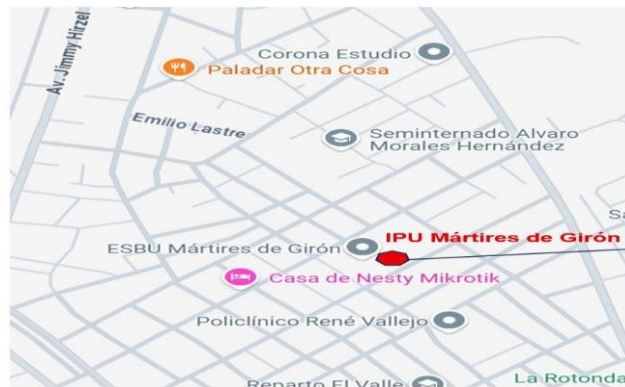 Av. Jimmy Hirzel
Corona Estudio
Paladar Otra Cosa
Emilio Lastre
Seminternado Alvaro
Morales Hernández
IPU Mártires de Girón
ESBU Mártires de Girón
Casa de Nesty Mikrotik
Policlínico René Vallejo
Reparto El Valle
La Rotonda